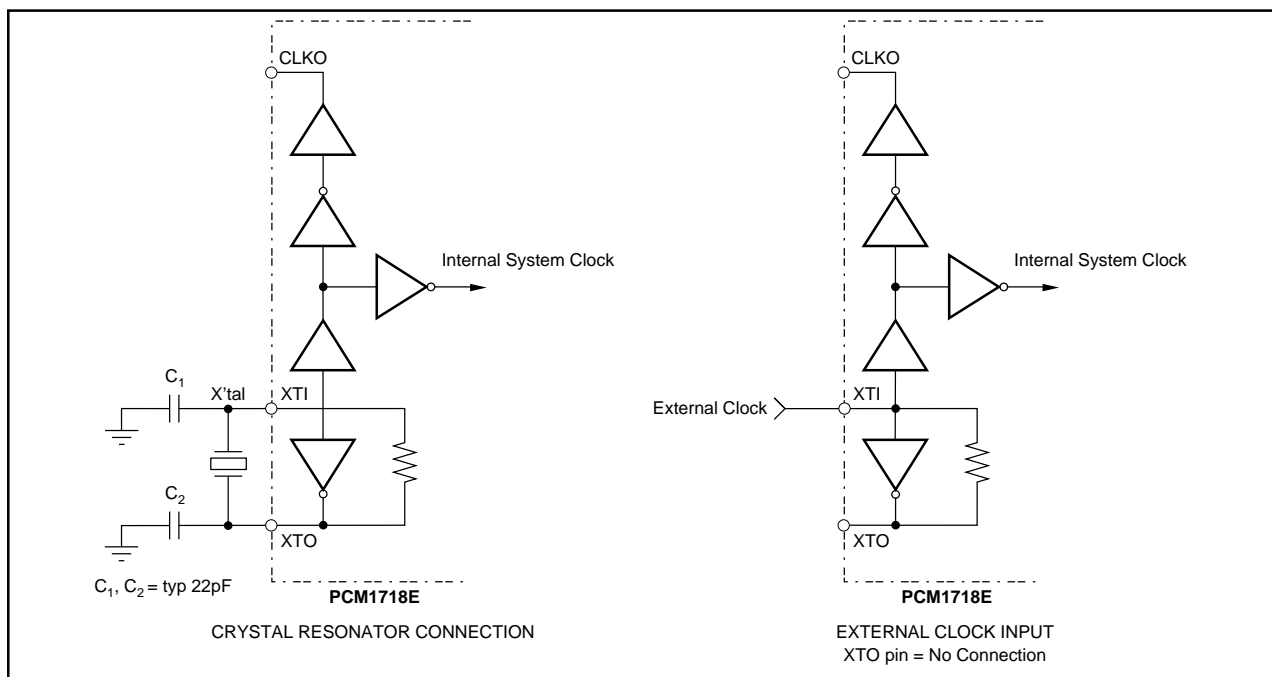 CLKO
Internal System Clock
C1
X'tal
XTI
C2
XTO
C1, C2 = typ 22pF
PCM1718E
CRYSTAL RESONATOR CONNECTION
CLKO
Internal System Clock
External Clock
XTI
XTO
PCM1718E
EXTERNAL CLOCK INPUT
XTO pin = No Connection